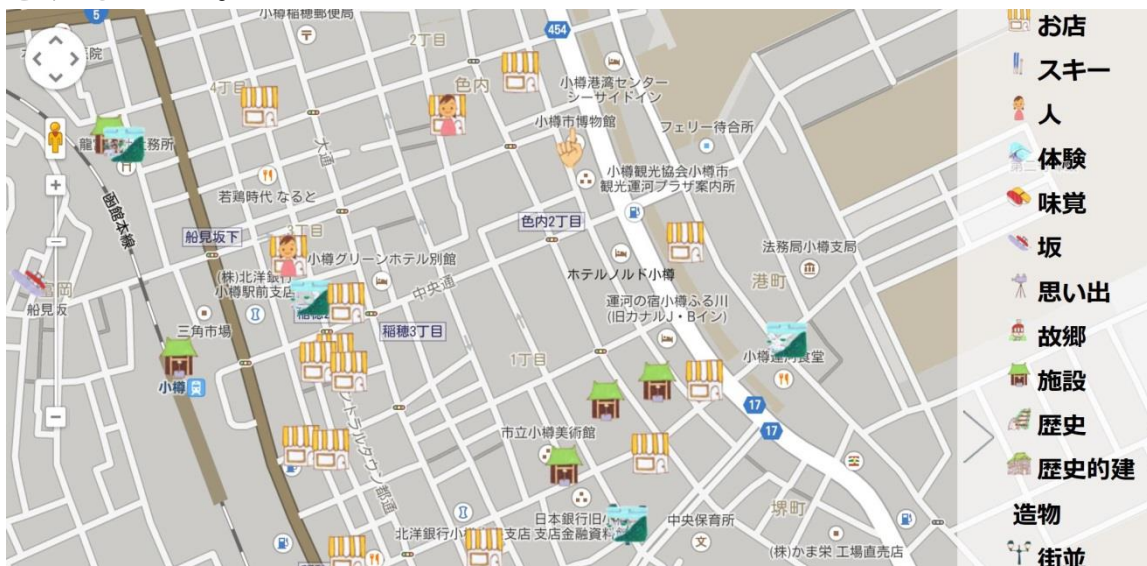 小樽稲穂郵便局
5
2丁目
454
お店
医院
4丁目
色内
小樽港湾センター
シーサイドイン
スキー
小樽市博物館
人
フェリー待合所
大通
小樽観光協会小樽市
観光運河プラザ案内所
体験
若鶏時代 なると
味覚
函館本線
船見坂下
3丁目
色内2丁目
法務局小樽支局
坂
小樽グリーンホテル別館
ホテルノルド小樽
港町
(株)北洋銀行
小樽駅前支店
中央通
船見坂
運河の宿小樽ふる川
(旧カナルJ・Bイン)
思い出
三角市場
稲穂3丁目
故郷
1丁目
小樽運河食堂
小樽
施設
17
17
市立小樽美術館
歴史
歴史的建
造物
堺町
日本銀行旧小
中央保育所
支店
支店金融資料
(株)かま栄 工場直売店
街並